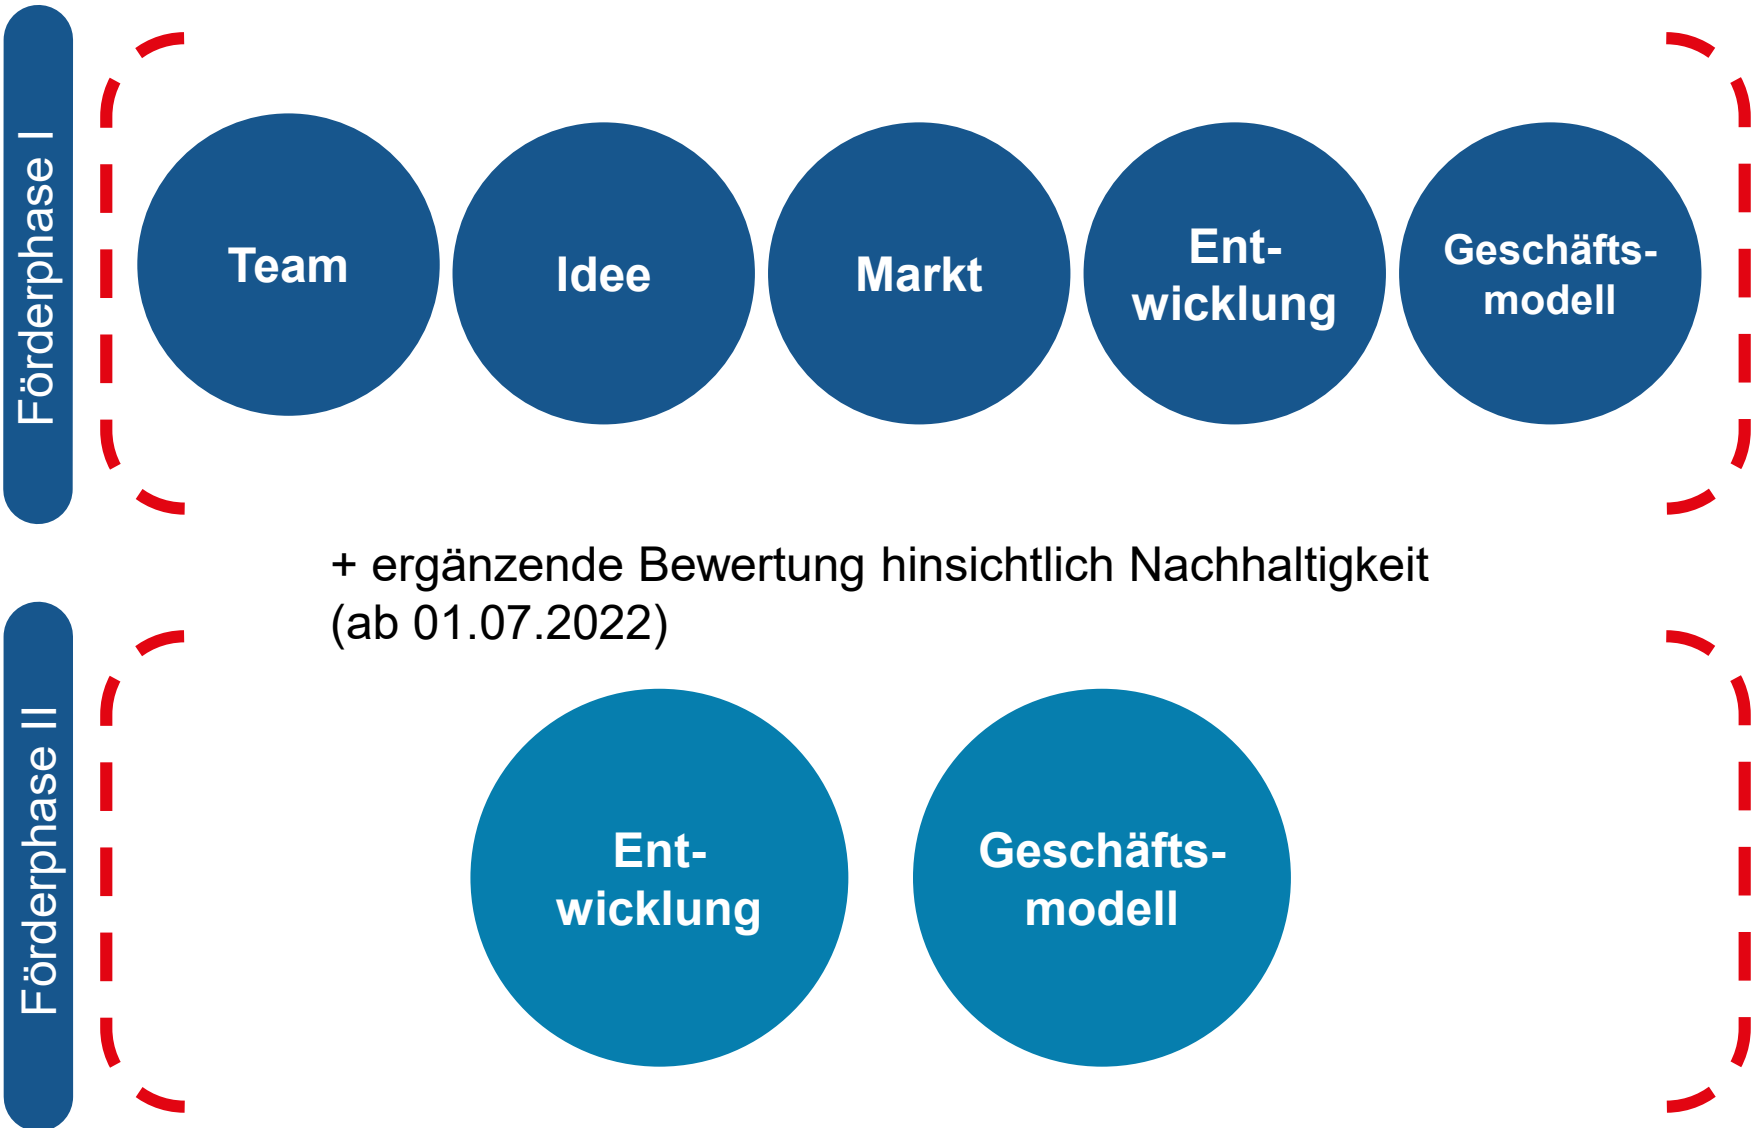 Förderphase I
Team
Idee
Markt
Ent-
wicklung
Geschäfts-
modell
+ ergänzende Bewertung hinsichtlich Nachhaltigkeit
(ab 01.07.2022)
Förderphase II
Ent-
wicklung
Geschäfts-
modell